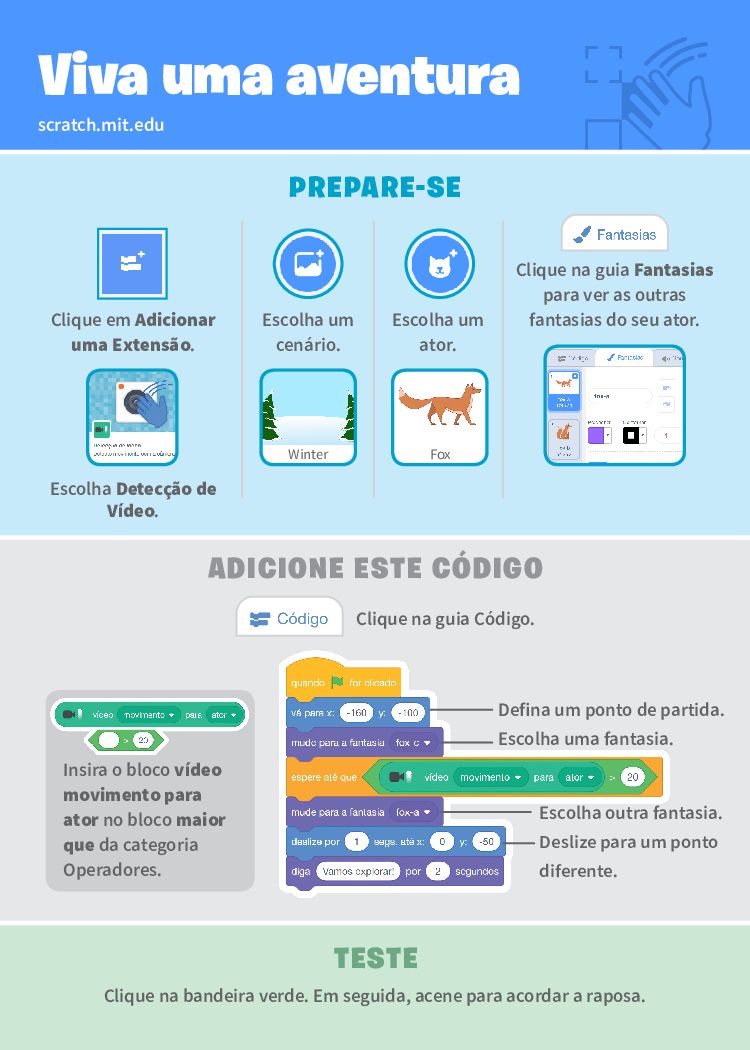 Viva uma aventura
scratch.mit.edu
PREPARE-SE
Clique em Adicionar
uma Extensão.
Escolha Detecção de
Vídeo.
Escolha um
cenário.
Winter
Escolha um
ator.
Fox
Fantasias
Clique na guia Fantasias
para ver as outras
fantasias do seu ator.
Código
Fantasias
ADICIONE ESTE CÓDIGO
Código
Clique na guia Código.
vídeo movimento para ator
> 20
Insira o bloco vídeo
movimento para
ator no bloco maior
que da categoria
Operadores.
quando for clicado
vá para x: -160 y: -100
Defina um ponto de partida.
mude para a fantasia fox-c
Escolha uma fantasia.
espere até que vídeo movimento para ator > 20
mude para a fantasia fox-a
Escolha outra fantasia.
deslize por 1 segs. até x: 0 y: -50
Deslize para um ponto
diferente.
diga Vamos explorar! por 2 segundos
TESTE
Clique na bandeira verde. Em seguida, acene para acordar a raposa.